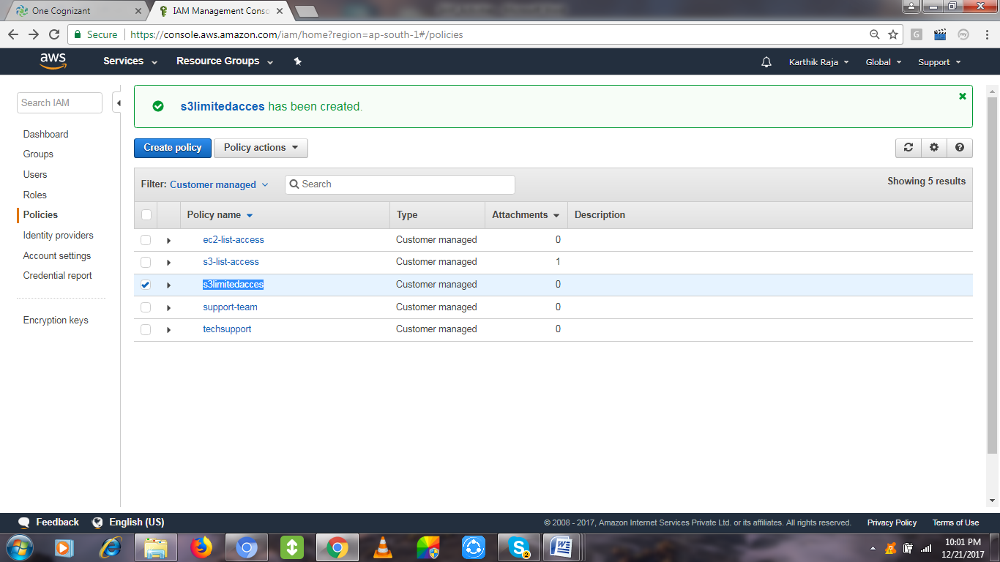 One Cognizant
IAM Management Conso
Secure
https://console.aws.amazon.com/iam/home?region=ap-south-1#/policies
G
my
aws
Services
Resource Groups
Karthik Raja
Global
Support
Search IAM
Dashboard
Groups
Users
Roles
Policies
Identity providers
Account settings
Credential report
Encryption keys
s3limitedacces has been created.
Create policy
Policy actions
Filter: Customer managed
Search
Showing 5 results
Policy name Type Attachments Description
ec2-list-access Customer managed 0
s3-list-access Customer managed 1
s3limitedacces Customer managed 0
support-team Customer managed 0
techsupport Customer managed 0
Feedback
English (US)
© 2008 - 2017, Amazon Internet Services Private Ltd. or its affiliates. All rights reserved.
Privacy Policy
Terms of Use
S
2
W
10:01 PM
12/21/2017